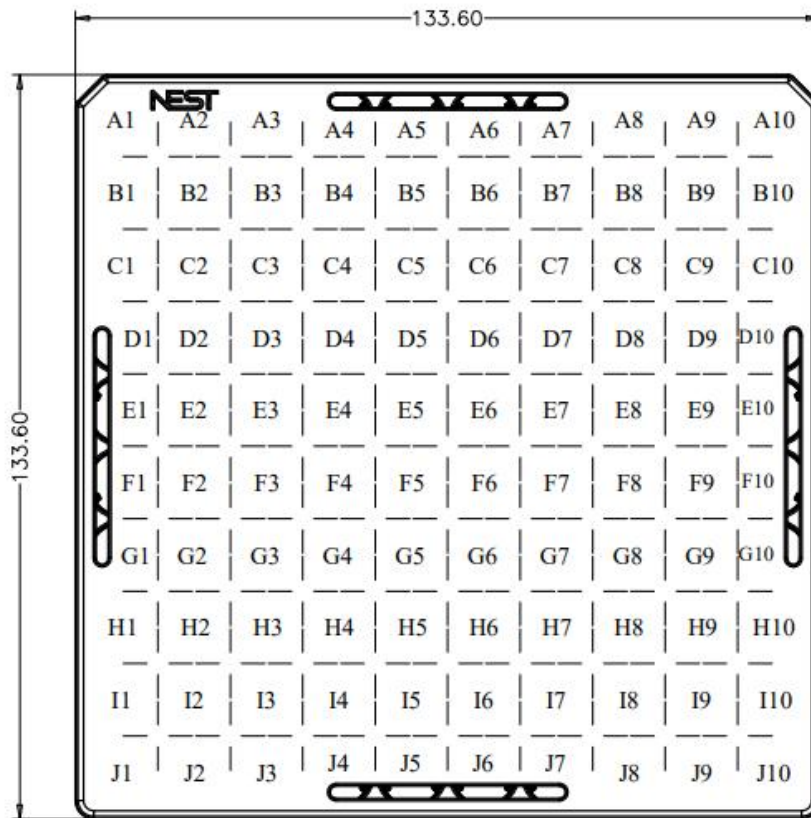 133.60
NEST
A1 A2 A3 A4 A5 A6 A7 A8 A9 A10
B1 B2 B3 B4 B5 B6 B7 B8 B9 B10
C1 C2 C3 C4 C5 C6 C7 C8 C9 C10
D1 D2 D3 D4 D5 D6 D7 D8 D9 D10
133.60
E1 E2 E3 E4 E5 E6 E7 E8 E9 E10
F1 F2 F3 F4 F5 F6 F7 F8 F9 F10
G1 G2 G3 G4 G5 G6 G7 G8 G9 G10
H1 H2 H3 H4 H5 H6 H7 H8 H9 H10
I1 I2 I3 I4 I5 I6 I7 I8 I9 I10
J1 J2 J3 J4 J5 J6 J7 J8 J9 J10